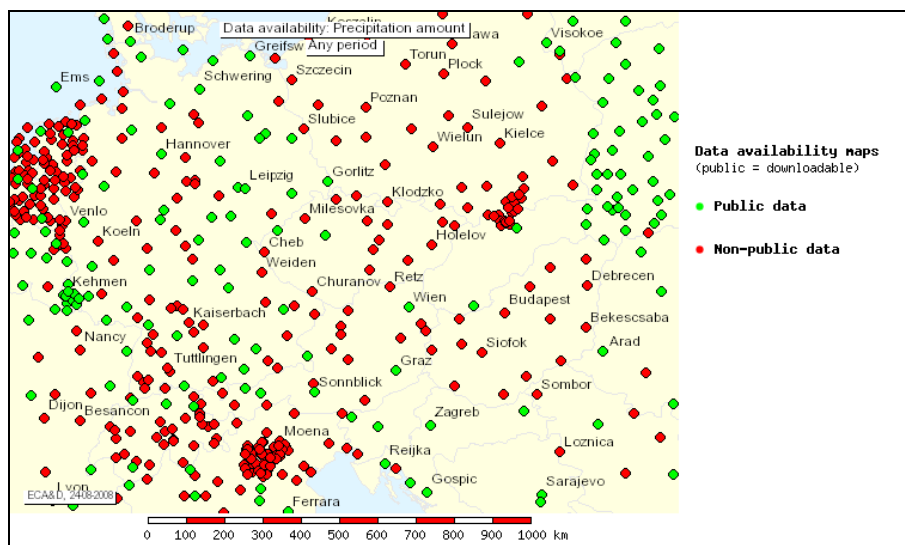 Koszalin
Broderup
Data availability: Precipitation amount
awa
Visokoe
Greifsw
Any period
Torun
Plock
Ems
Szczecin
Schwering
Poznan
Slubice
Sulejow
Hannover
Wielun
Kielce
Leipzig
Gorlitz
Klodzko
Venlo
Milesovka
Koeln
Cheb
Holelov
Weiden
Kehmen
Churanov
Retz
Debrecen
Wien
Budapest
Kaiserbach
Bekescsaba
Nancy
Siofok
Arad
Tuttlingen
Graz
Sonnblick
Sombor
Dijon
Besancon
Zagreb
Moena
Loznica
Reijka
Gospic
Sarajevo
Lyon
ECA&D, 24-08-2008
Ferrara
0 100 200 300 400 500 600 700 800 900 1000 km
Data availability maps
(public = downloadable)
Public data
Non-public data